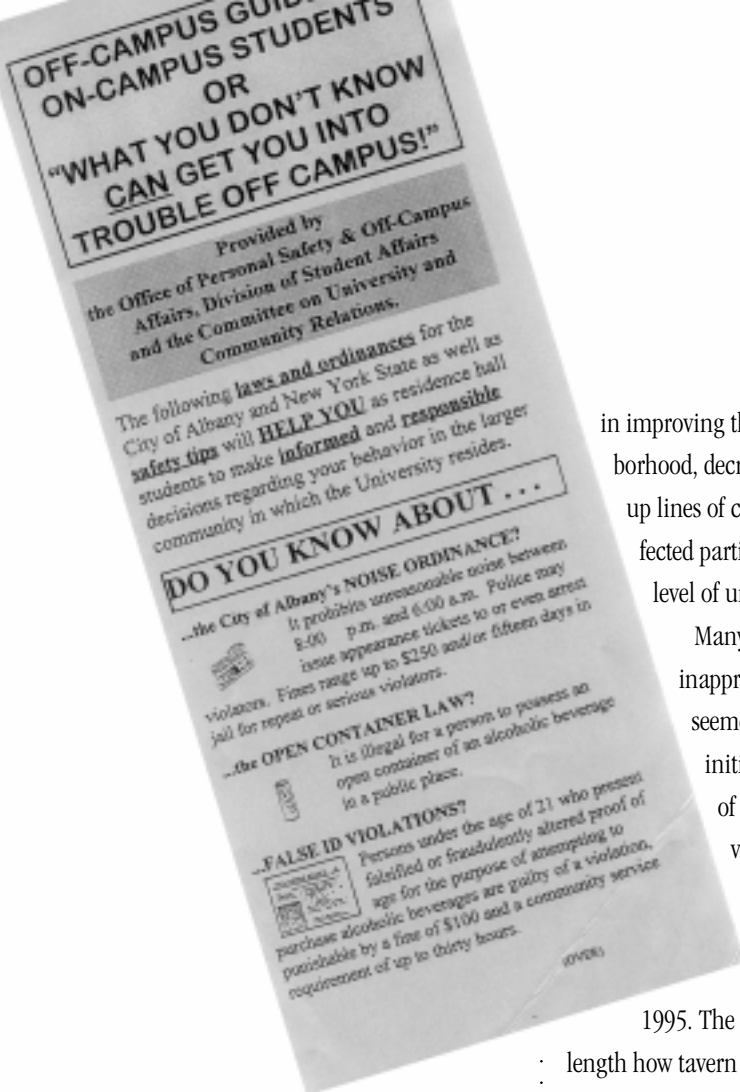 OFF-CAMPUS
ON-CAMPUS STUDENTS
OR
“WHAT YOU DON’T KNOW
CAN GET YOU INTO
TROUBLE OFF CAMPUS!”
Provided by
the Office of Personal Safety & Off-Campus
Affairs, Division of Student Affairs
and the Committee on University and
Community Relations.
The following laws and ordinances for the
City of Albany and New York State as well as
safety tips will HELP YOU as residence hall
students to make informed and responsible
decisions regarding your behavior in the larger
community in which the University resides.
DO YOU KNOW ABOUT . . .
...the City of Albany’s NOISE ORDINANCE?
It prohibits unreasonable noise between
p.m. and 6:00 a.m. Police may
issue appearance tickets to or even arrest
violators. Fines range up to $250 and/or fifteen days in
jail for repeat or serious violators.
...the OPEN CONTAINER LAW?
It is illegal for a person to possess an
open container of an alcoholic beverage
in a public place.
...FALSE ID VIOLATIONS?
Persons under the age of 21 who present
falsified or fraudulently altered proof of
age for the purpose of attempting to
purchase alcoholic beverages are guilty of a violation,
punishable by a fine of $100 and a community service
requirement of up to thirty hours.
(OVER)
in improving th
borhood, decr
up lines of c
fected parti
level of u
Many
inappr
seem
initi
of
v
1995. The
length how tavern